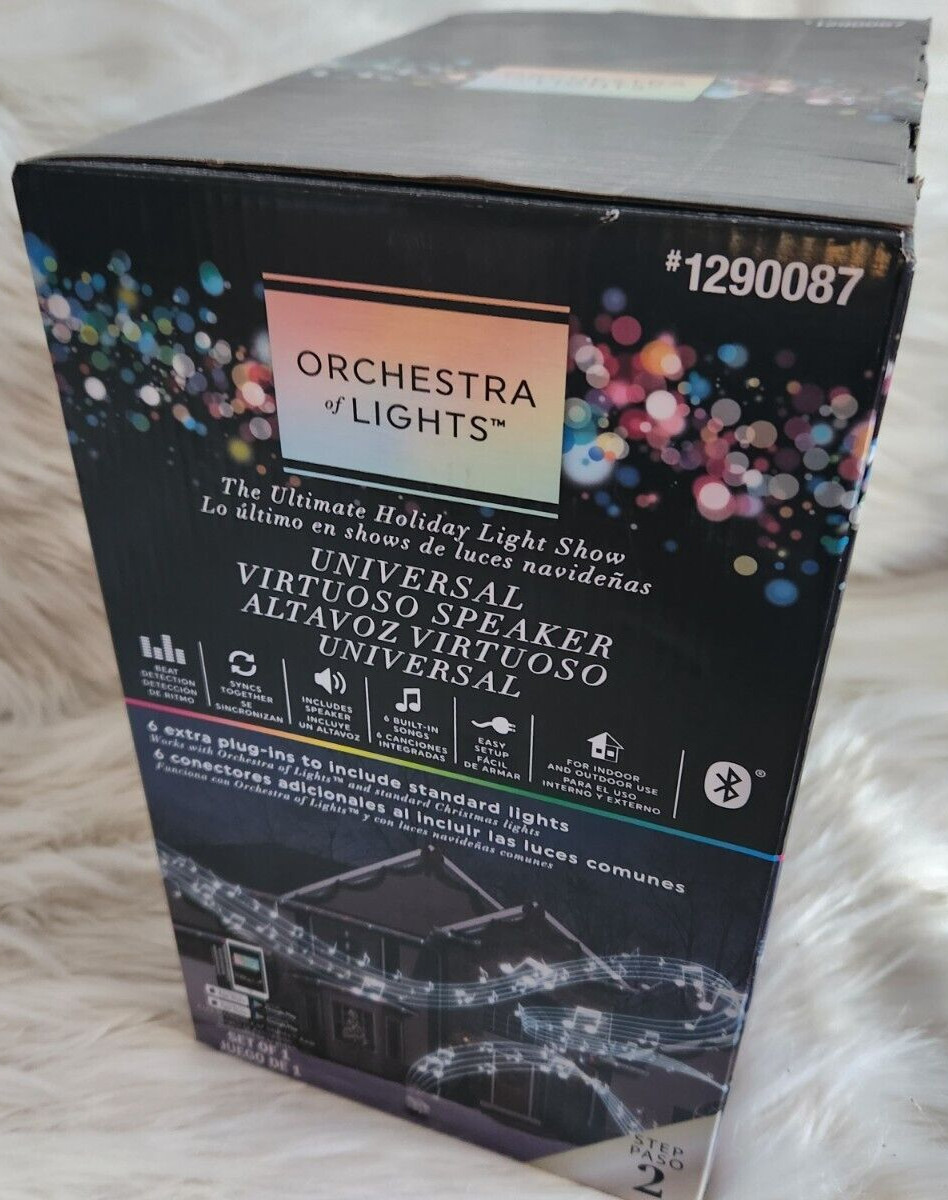 #1290087
ORCHESTRA
of LIGHTS™
The Ultimate Holiday Light Show
Lo último en shows de luces navideñas
UNIVERSAL
VIRTUOSO SPEAKER
ALTAVOZ VIRTUOSO
UNIVERSAL
BEAT
DETECTION
DETECCIÓN
DE RITMO
SYNCS
TOGETHER
SE
SINCRONIZAN
INCLUDES
SPEAKER
INCLUYE
UN ALTAVOZ
6 BUILT-IN
SONGS
6 CANCIONES
INTEGRADAS
EASY
SETUP
FÁCIL
DE ARMAR
FOR INDOOR
AND OUTDOOR USE
PARA EL USO
INTERNO Y EXTERNO
®
6 extra plug-ins to include standard lights
Works with Orchestra of Lights™ and standard Christmas lights
6 conectores adicionales al incluir las luces comunes
Funciona con Orchestra of Lights™ y con luces navideñas comunes
SET OF 1
JUEGO DE 1
STEP
PASO
2